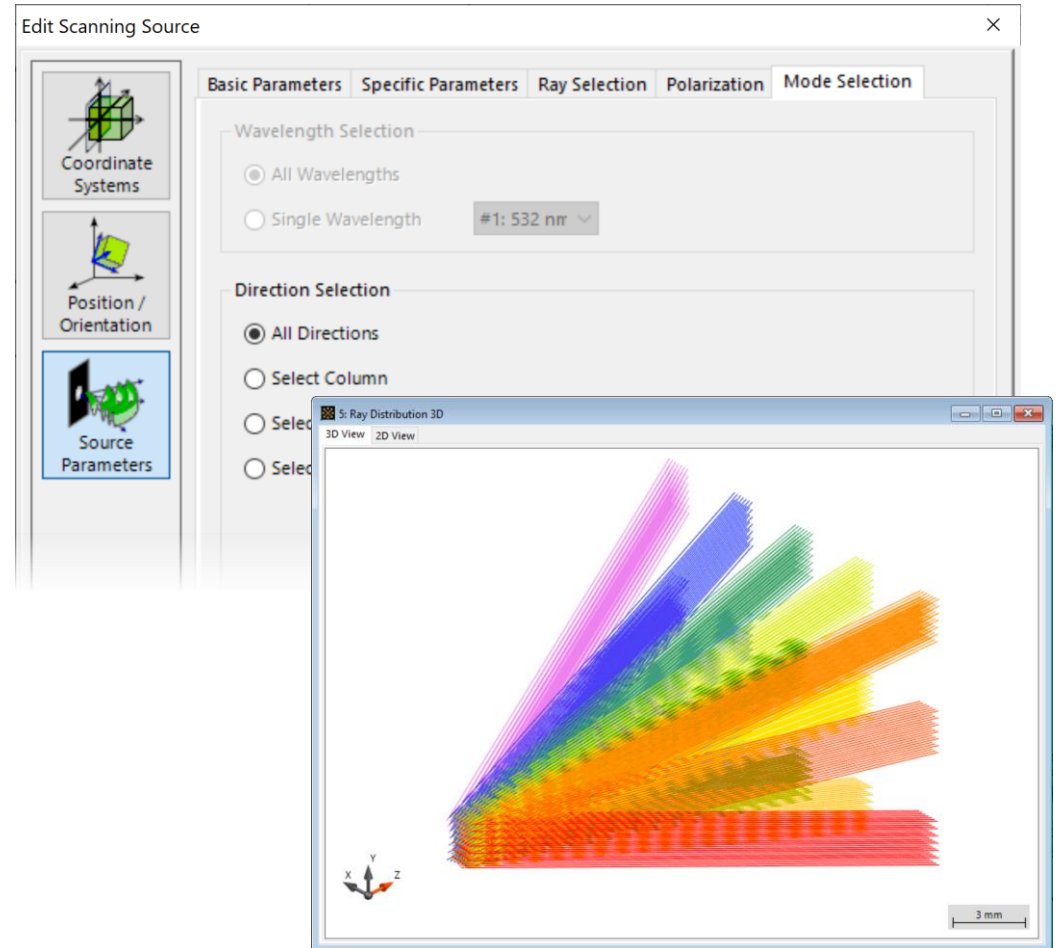 Edit Scanning Source
Basic Parameters
Specific Parameters
Ray Selection
Polarization
Mode Selection
Coordinate
Systems
Position /
Orientation
Source
Parameters
Wavelength Selection
All Wavelengths
Single Wavelength
#1: 532 nm
Direction Selection
All Directions
Select Column
Selec
Selec
5: Ray Distribution 3D
3D View
2D View
Y
X
Z
3 mm